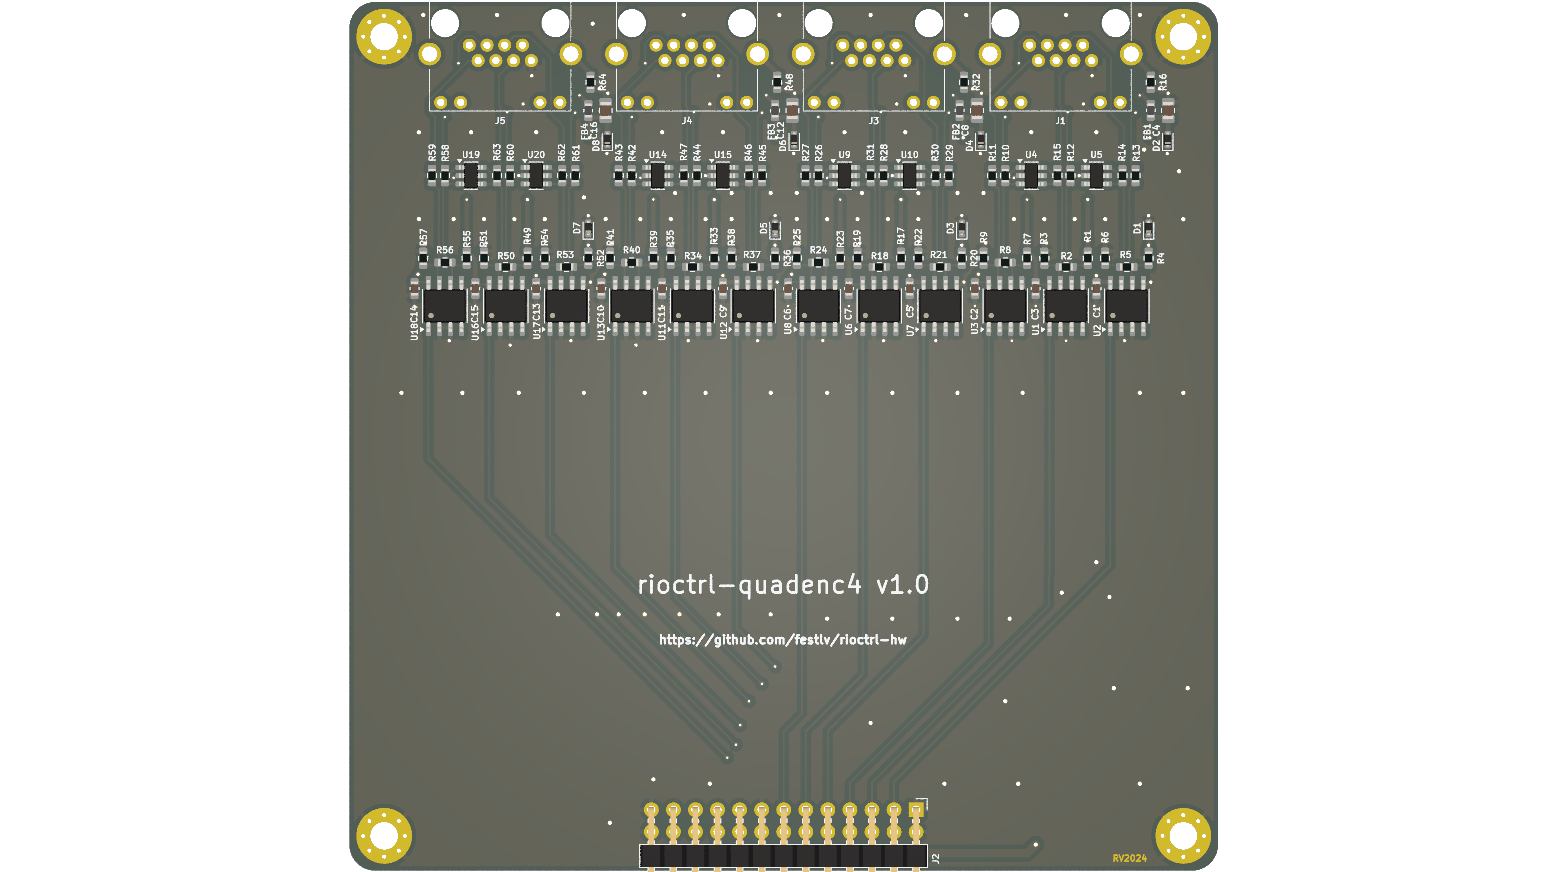 R64 R48 R32 R16
J5 J4 J3 J1
FB4 C16 FB3 C12 FB2 C8 FB1 C4
D8 D6 D4 D2
R59 R58 U19 R63 R60 U20 R62 R61 R43 R42 U14 R47 R44 U15 R46 R45 R27 R26 U9 R31 R28 U10 R30 R29 R11 R10 U4 R15 R12 U5 R14 R13
D7 D5 D3 D1
R57 R56 R55 R51 R50 R49 R54 R53 R52 R41 R40 R39 R35 R34 R33 R38 R37 R36 R25 R24 R23 R19 R18 R17 R22 R21 R20 R9 R8 R7 R3 R2 R1 R6 R5 R4
U18 C14 U16 C15 U17 C13 U13 C10 U11 C11 U12 C9 U8 C6 U6 C7 U7 C5 U3 C2 U1 C3 U2 C1
rioctrl-quadenc4 v1.0
https://github.com/festlv/rioctrl-hw
J2
RV2024